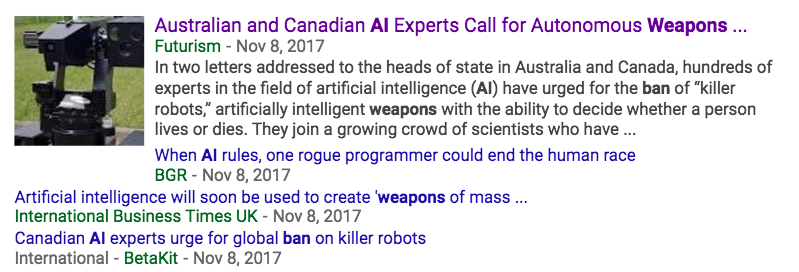 Australian and Canadian AI Experts Call for Autonomous Weapons ...
Futurism - Nov 8, 2017
In two letters addressed to the heads of state in Australia and Canada, hundreds of
experts in the field of artificial intelligence (AI) have urged for the ban of “killer
robots,” artificially intelligent weapons with the ability to decide whether a person
lives or dies. They join a growing crowd of scientists who have ...
When AI rules, one rogue programmer could end the human race
BGR - Nov 8, 2017
Artificial intelligence will soon be used to create 'weapons of mass ...
International Business Times UK - Nov 8, 2017
Canadian AI experts urge for global ban on killer robots
International - BetaKit - Nov 8, 2017